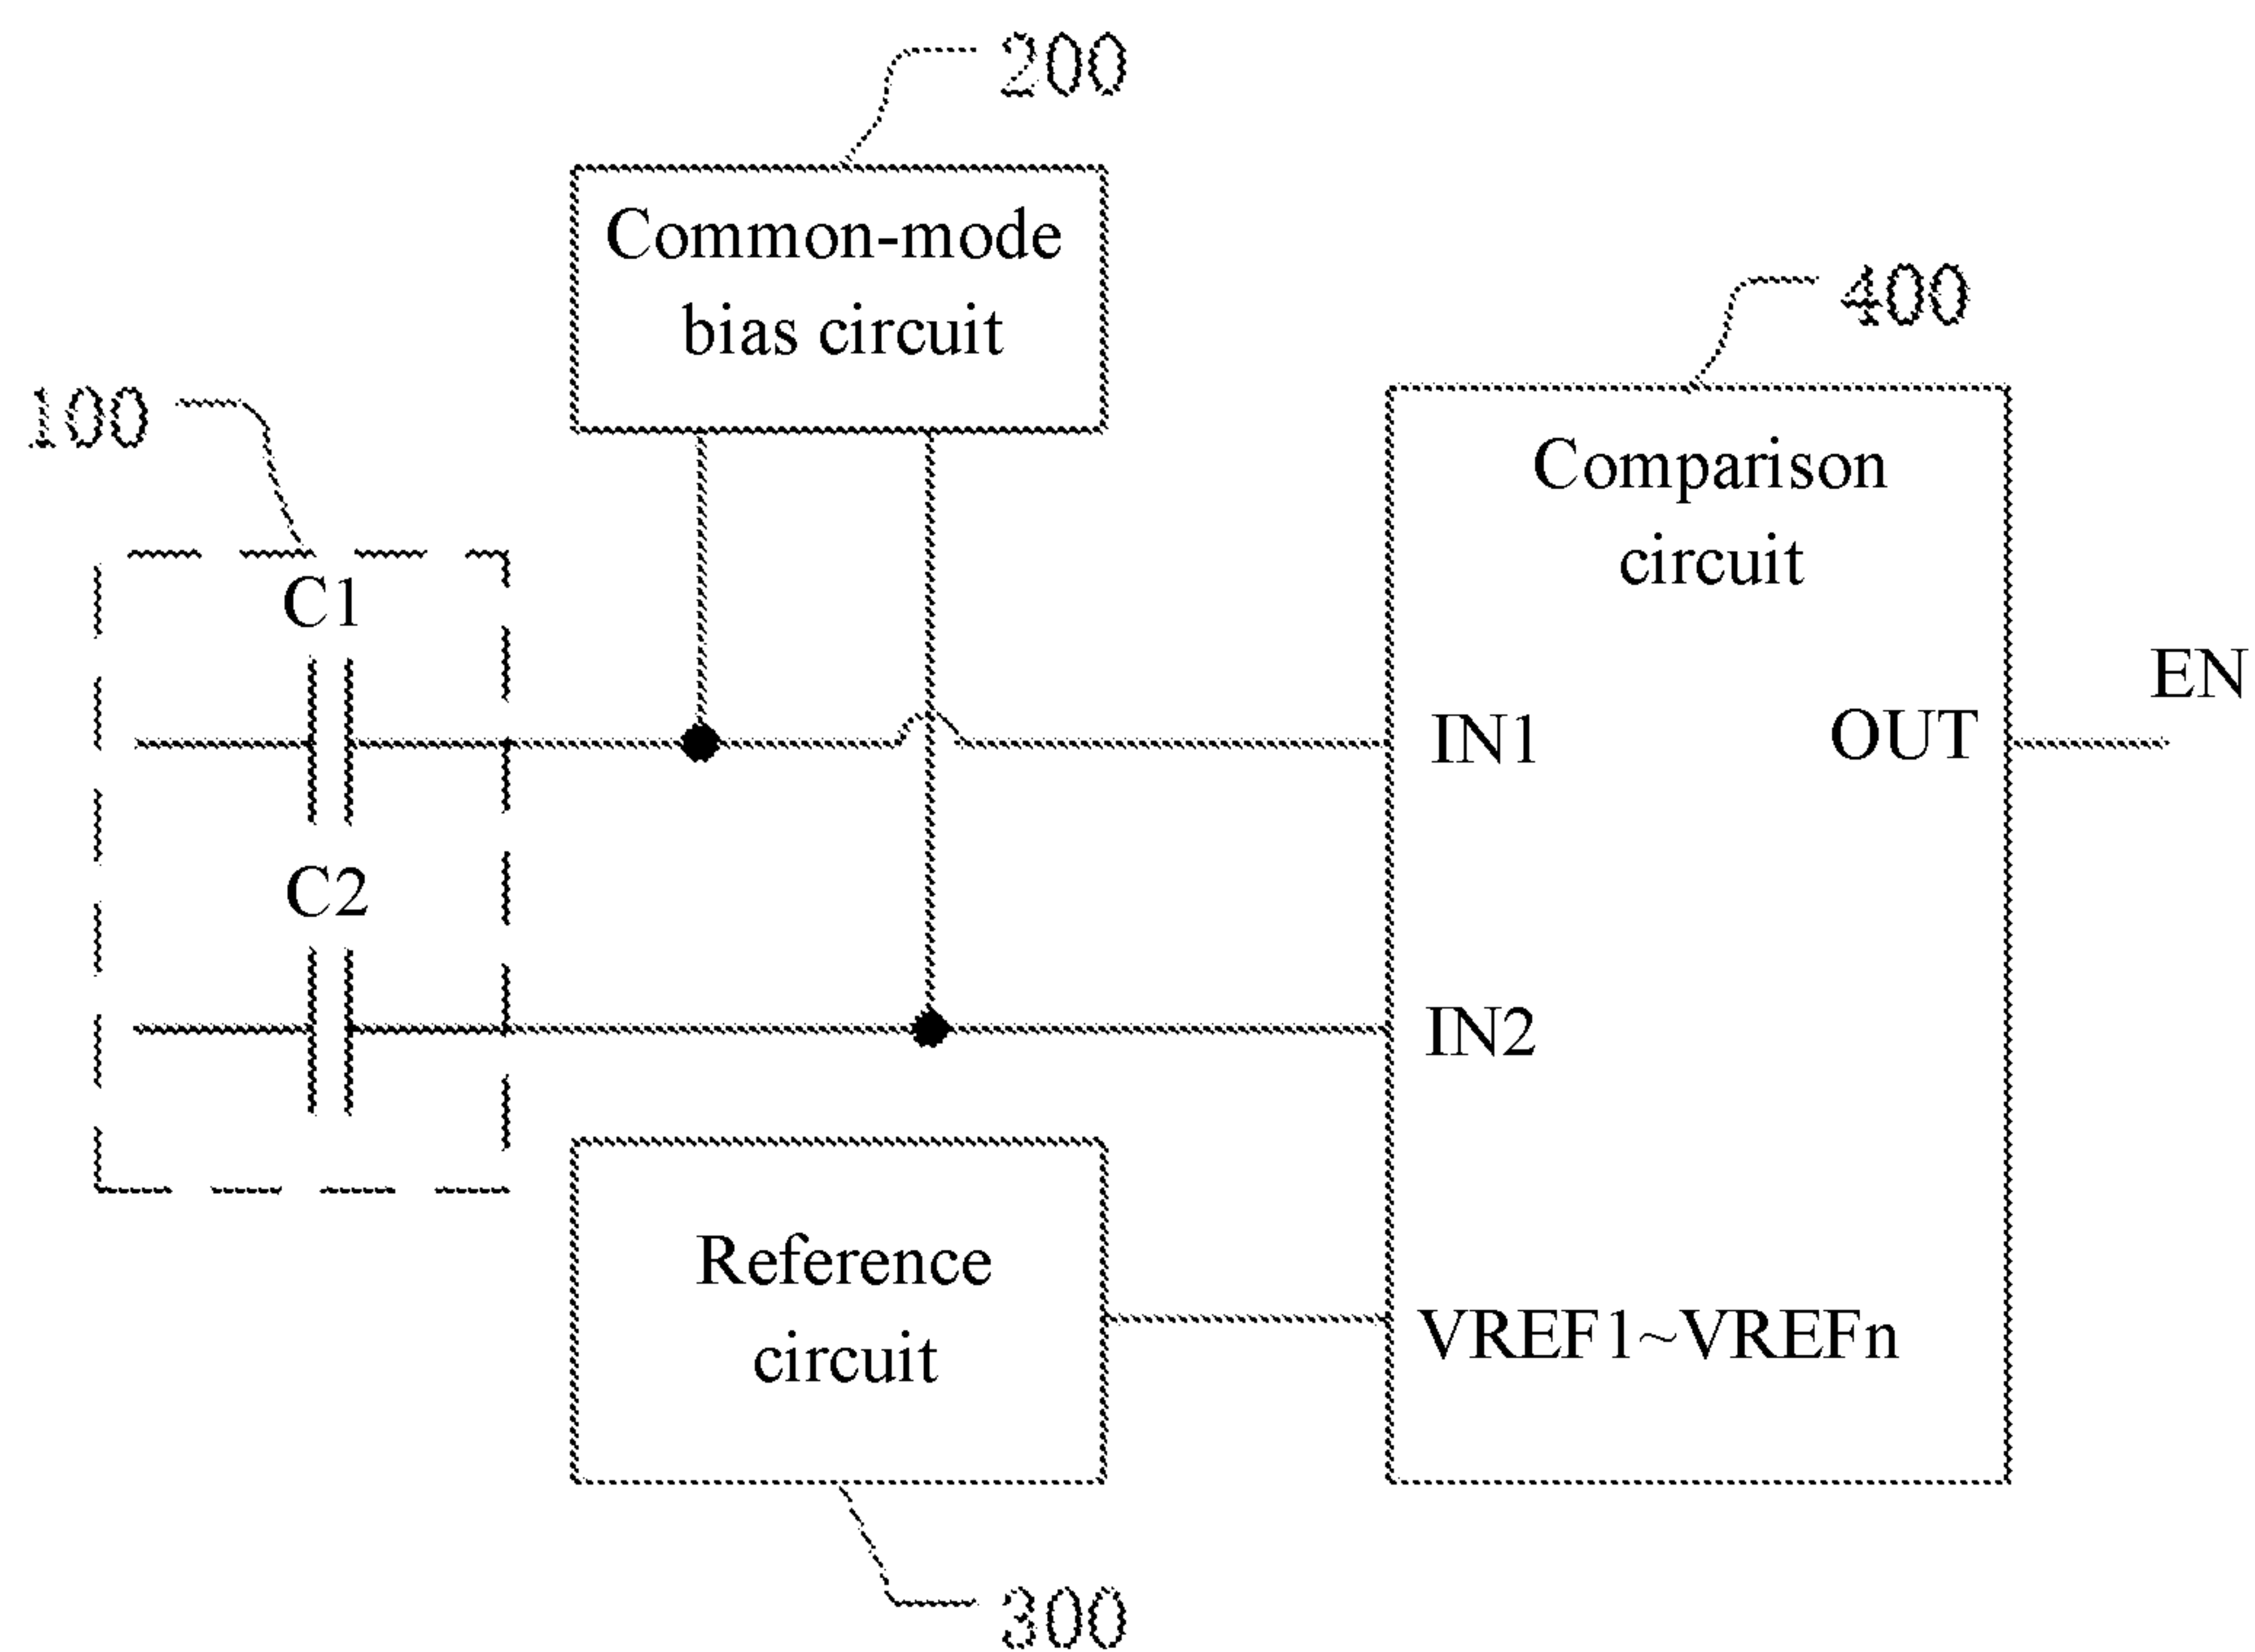 200
Common-mode
bias circuit
400
100
Comparison
circuit
C1
EN
IN1
OUT
C2
IN2
Reference
circuit
VREF1~VREFn
300